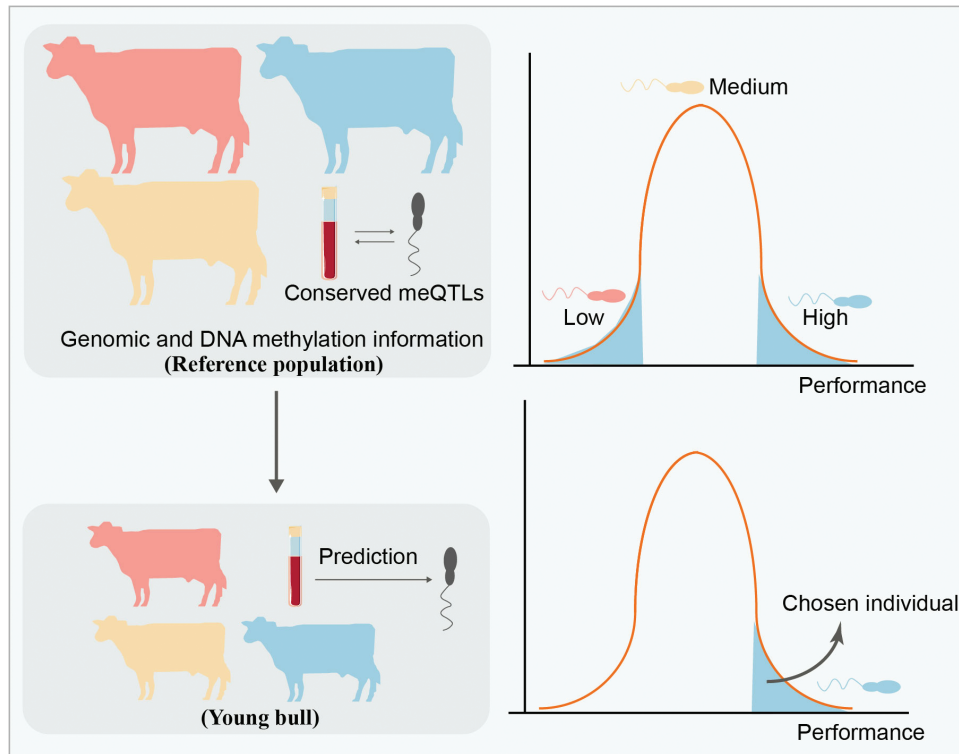 Conserved meQTLs
Genomic and DNA methylation information
(Reference population)
Medium
Low
High
Performance
Prediction
(Young bull)
Chosen individual
Performance